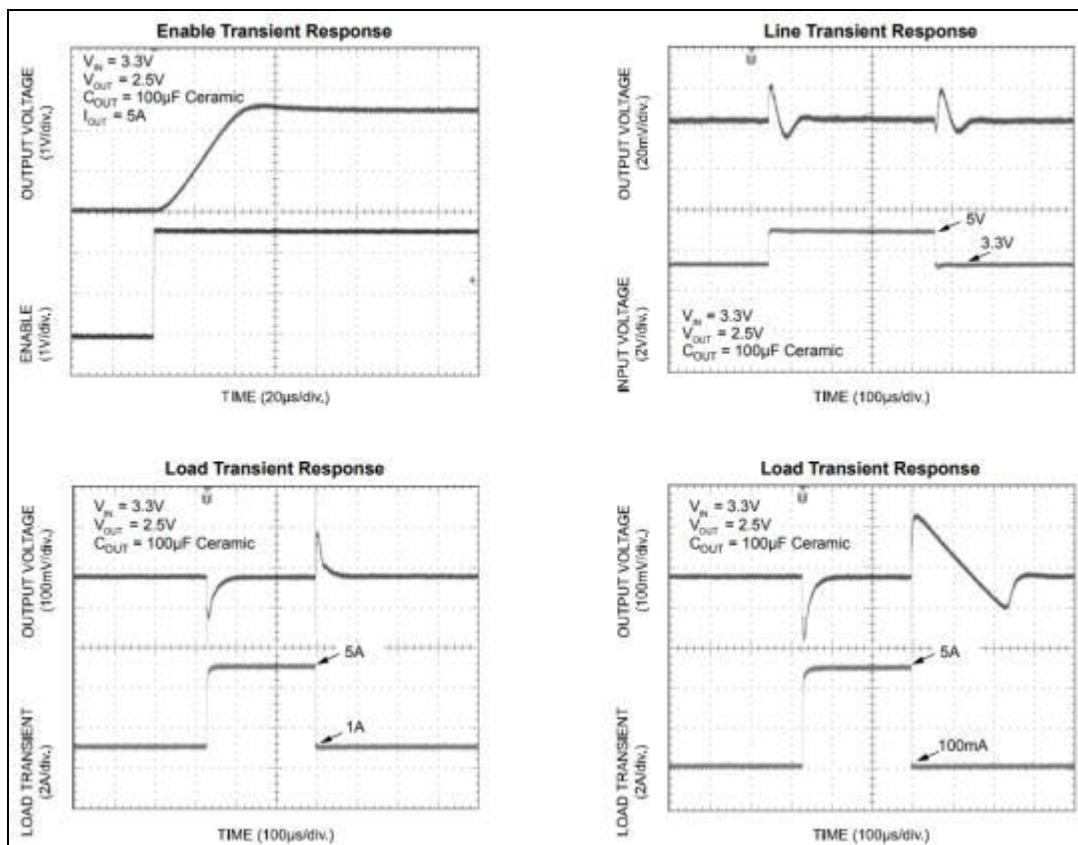 Enable Transient Response
OUTPUT VOLTAGE
(1V/div.)
ENABLE
(1V/div.)
V_IN = 3.3V
V_OUT = 2.5V
C_OUT = 100µF Ceramic
I_OUT = 5A
TIME (20µs/div.)
Line Transient Response
OUTPUT VOLTAGE
(20mV/div.)
INPUT VOLTAGE
(2V/div.)
5V
3.3V
V_IN = 3.3V
V_OUT = 2.5V
C_OUT = 100µF Ceramic
TIME (100µs/div.)
Load Transient Response
OUTPUT VOLTAGE
(100mV/div.)
LOAD TRANSIENT
(2A/div.)
V_IN = 3.3V
V_OUT = 2.5V
C_OUT = 100µF Ceramic
5A
1A
TIME (100µs/div.)
Load Transient Response
OUTPUT VOLTAGE
(100mV/div.)
LOAD TRANSIENT
(2A/div.)
V_IN = 3.3V
V_OUT = 2.5V
C_OUT = 100µF Ceramic
5A
100mA
TIME (100µs/div.)